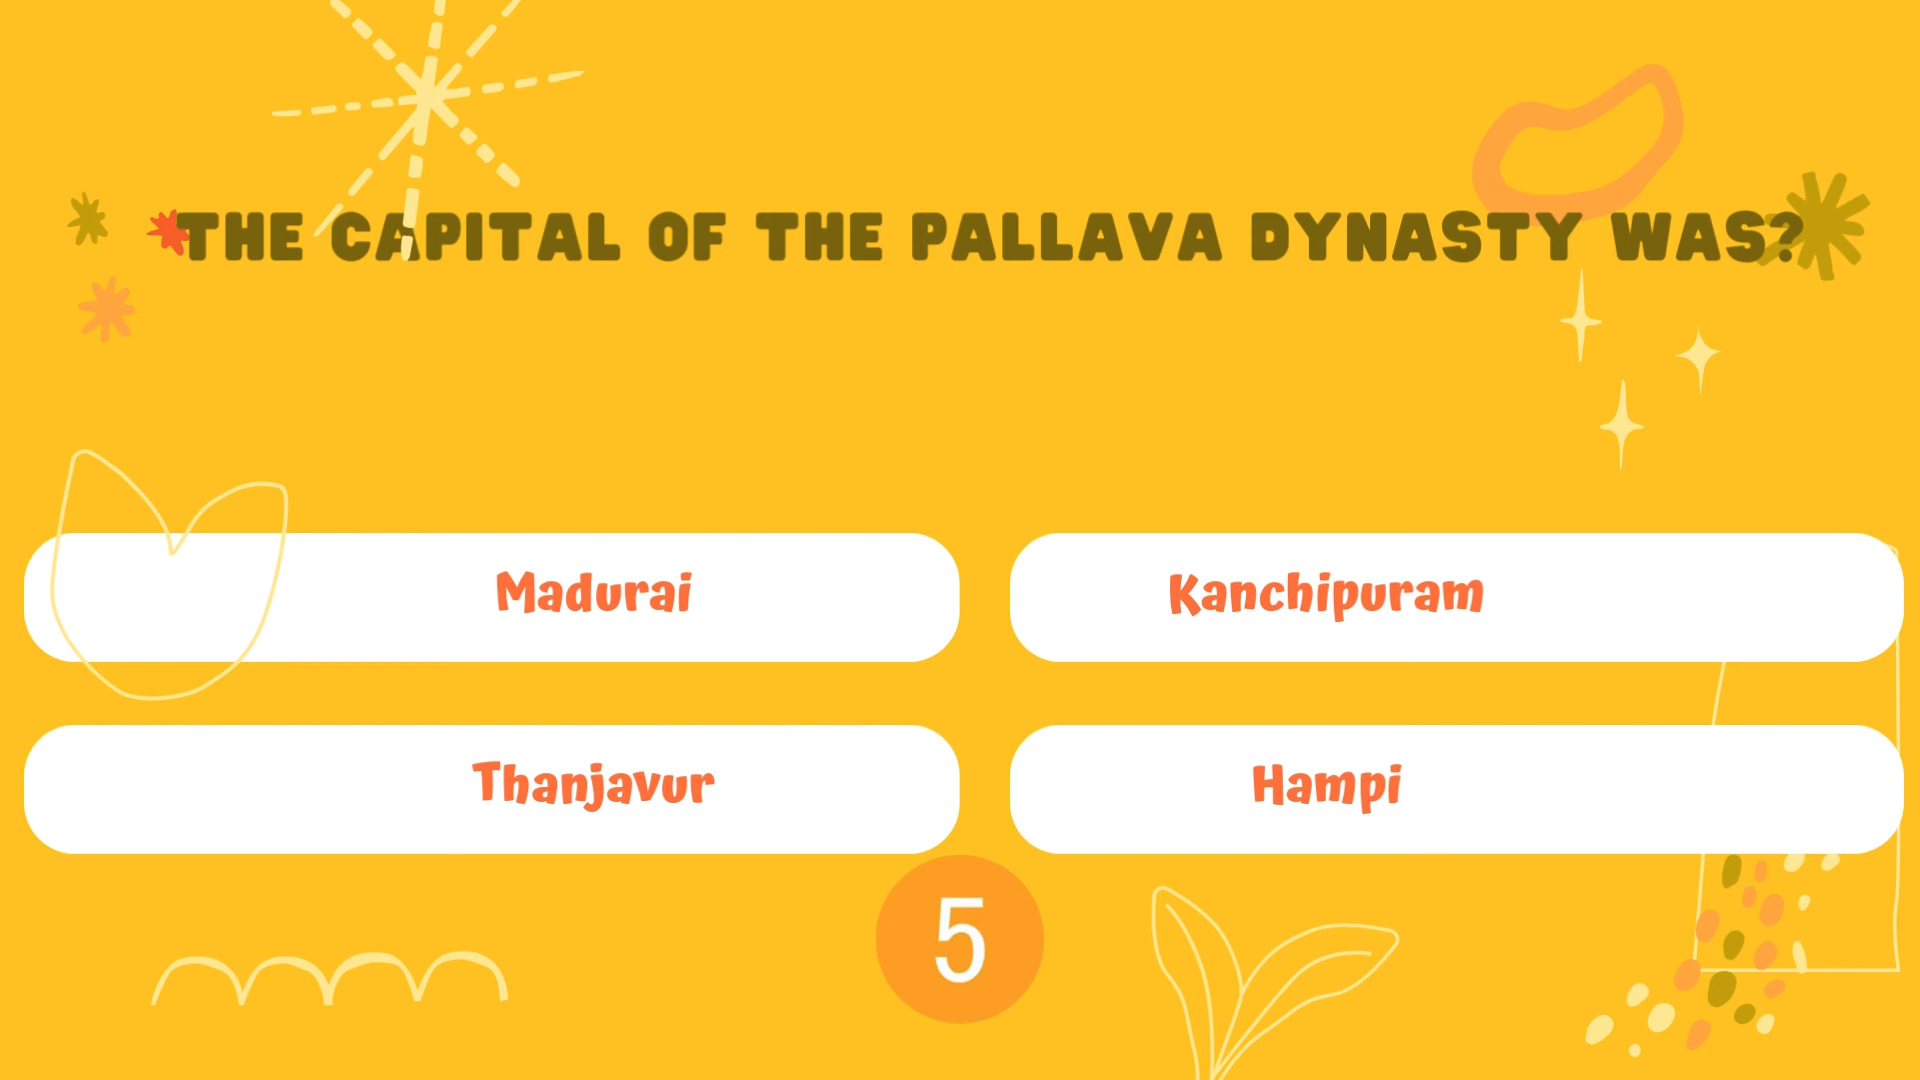 THE CAPITAL OF THE PALLAVA DYNASTY WAS?
Madurai
Kanchipuram
Thanjavur
Hampi
5